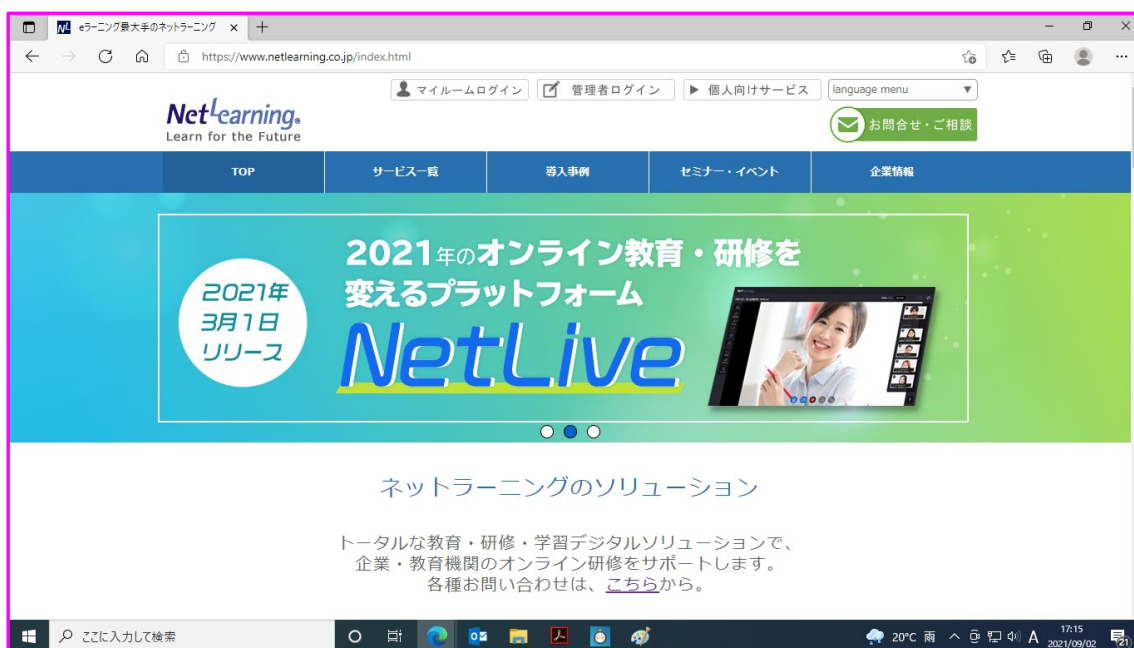 eラーニング最大手のネットラーニング
https://www.netlearning.co.jp/index.html
マイルームログイン
管理者ログイン
個人向けサービス
language menu
NetLearning®
Learn for the Future
お問合せ・ご相談
TOP
サービス一覧
導入事例
セミナー・イベント
企業情報
2021年
3月1日
リリース
2021年のオンライン教育・研修を
変えるプラットフォーム
NetLive
ネットラーニングのソリューション
トータルな教育・研修・学習デジタルソリューションで、
企業・教育機関のオンライン研修をサポートします。
各種お問い合わせは、こちらから。
ここに入力して検索
20°C 雨
A
17:15
2021/09/02
21